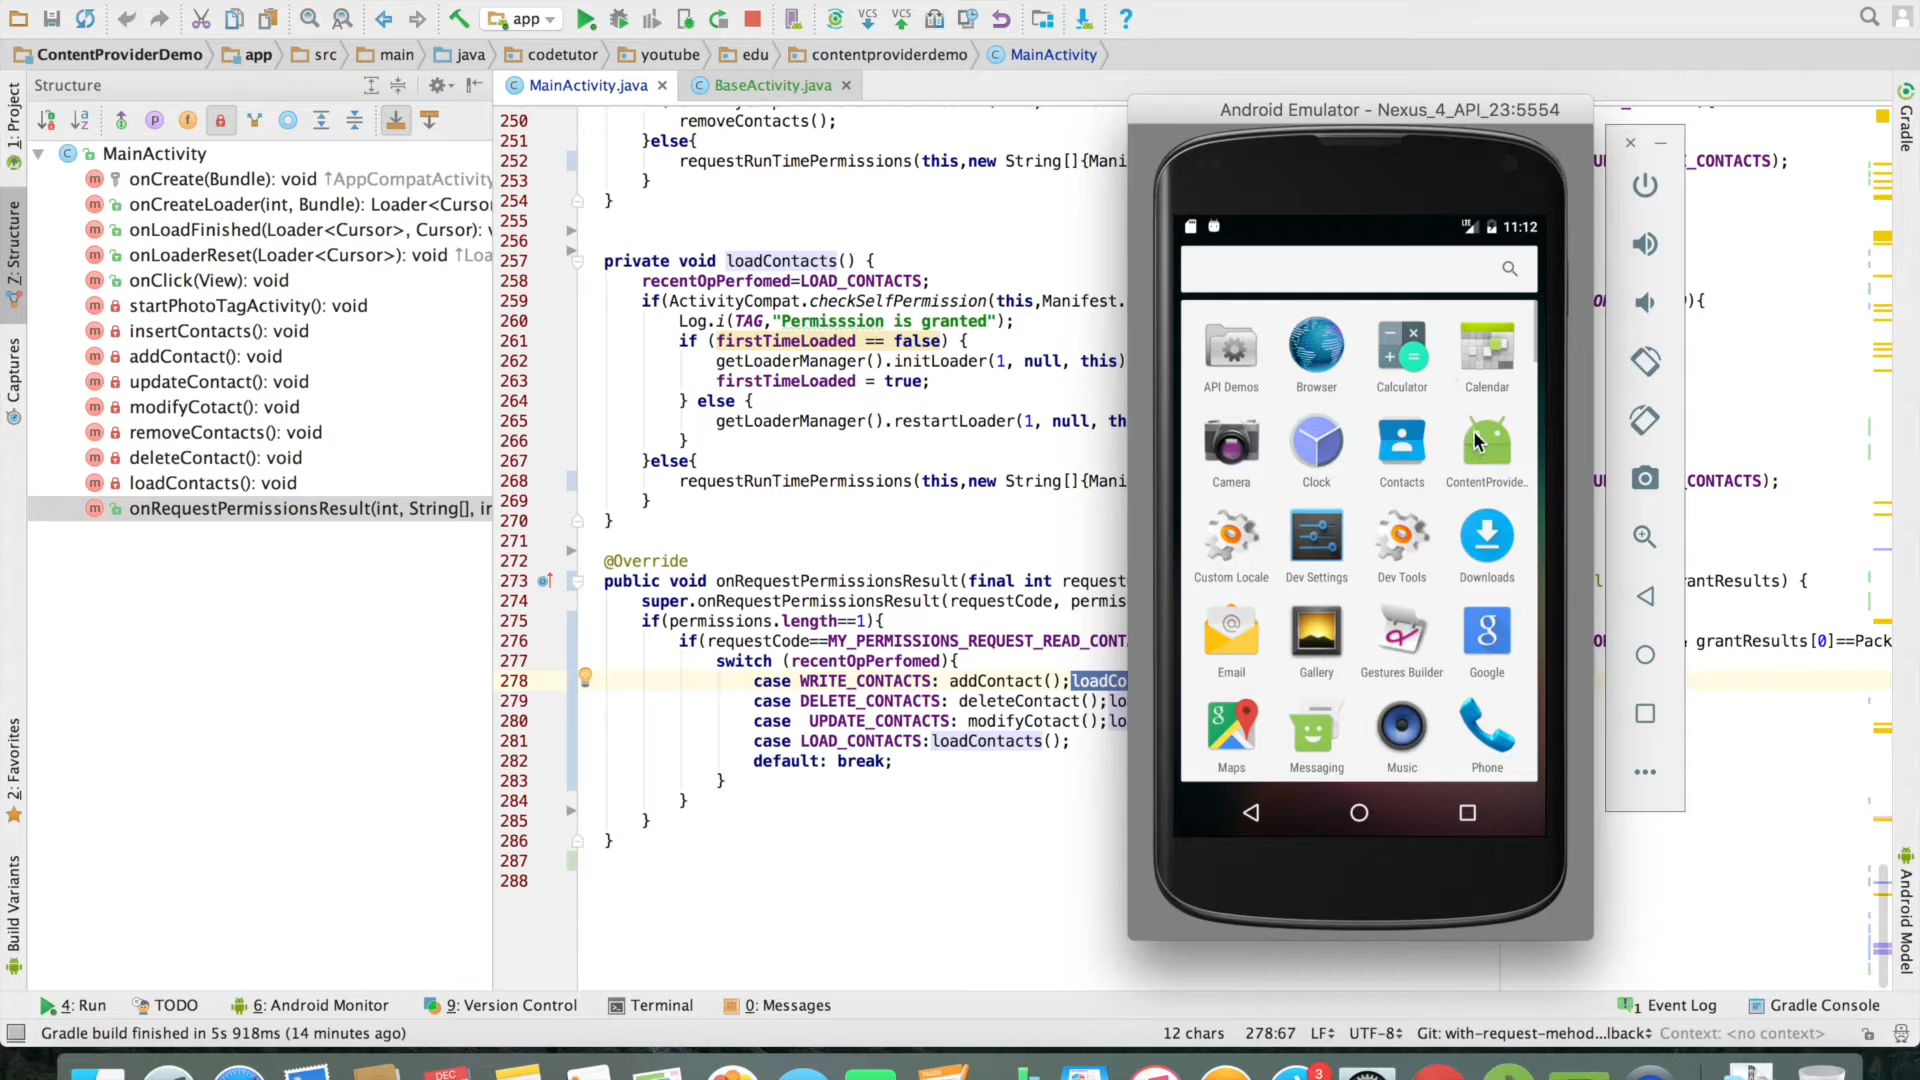 app
ContentProviderDemo app src main java codetutor youtube edu contentproviderdemo MainActivity
Structure
MainActivity.java
BaseActivity.java
1: Project
Z: Structure
Captures
2: Favorites
Build Variants
MainActivity
onCreate(Bundle): void ↑AppCompatActivity
onCreateLoader(int, Bundle): Loader<Cursor
onLoadFinished(Loader<Cursor>, Cursor):
onLoaderReset(Loader<Cursor>): void ↑Loa
onClick(View): void
startPhotoTagActivity(): void
insertContacts(): void
addContact(): void
updateContact(): void
modifyCotact(): void
removeContacts(): void
deleteContact(): void
loadContacts(): void
onRequestPermissionsResult(int, String[], ir
250 removeContacts();
251 }else{
252 requestRunTimePermissions(this,new String[]{Mani _CONTACTS);
253 }
254 }
255
256
257 private void loadContacts() {
258 recentOpPerfomed=LOAD_CONTACTS;
259 if(ActivityCompat.checkSelfPermission(this,Manifest. ){
260 Log.i(TAG,"Permisssion is granted");
261 if (firstTimeLoaded == false) {
262 getLoaderManager().initLoader(1, null, this)
263 firstTimeLoaded = true;
264 } else {
265 getLoaderManager().restartLoader(1, null, th
266 }
267 }else{
268 requestRunTimePermissions(this,new String[]{Mani CONTACTS);
269 }
270 }
271
272 @Override
273 public void onRequestPermissionsResult(final int request rantResults) {
274 super.onRequestPermissionsResult(requestCode, permis
275 if(permissions.length==1){
276 if(requestCode==MY_PERMISSIONS_REQUEST_READ_CONT grantResults[0]==Pack
277 switch (recentOpPerfomed){
278 case WRITE_CONTACTS: addContact();loadCo
279 case DELETE_CONTACTS: deleteContact();lo
280 case UPDATE_CONTACTS: modifyCotact();lo
281 case LOAD_CONTACTS:loadContacts();
282 default: break;
283 }
284 }
285 }
286 }
287
288
Android Emulator - Nexus_4_API_23:5554
LTE 11:12
API Demos Browser Calculator Calendar
Camera Clock Contacts ContentProvide..
Custom Locale Dev Settings Dev Tools Downloads
Email Gallery Gestures Builder Google
Maps Messaging Music Phone
Gradle
Android Model
4: Run TODO 6: Android Monitor 9: Version Control Terminal 0: Messages 1 Event Log Gradle Console
Gradle build finished in 5s 918ms (14 minutes ago) 12 chars 278:67 LF UTF-8 Git: with-request-mehod...lback Context: <no context>
DEC 3